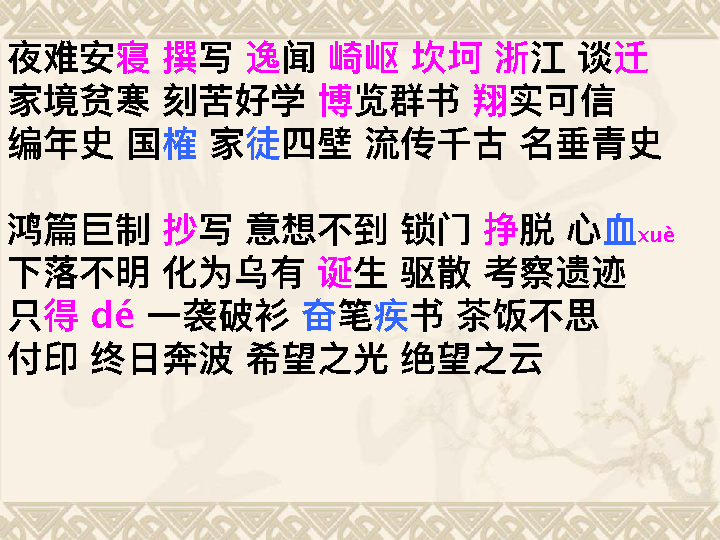 夜难安寝 撰写 逸闻 崎岖 坎坷 浙江 谈迁
家境贫寒 刻苦好学 博览群书 翔实可信
编年史 国榷 家徒四壁 流传千古 名垂青史
鸿篇巨制 抄写 意想不到 锁门 挣脱 心血xuè
下落不明 化为乌有 诞生 驱散 考察遗迹
只得 dé 一袭破衫 奋笔疾书 茶饭不思
付印 终日奔波 希望之光 绝望之云